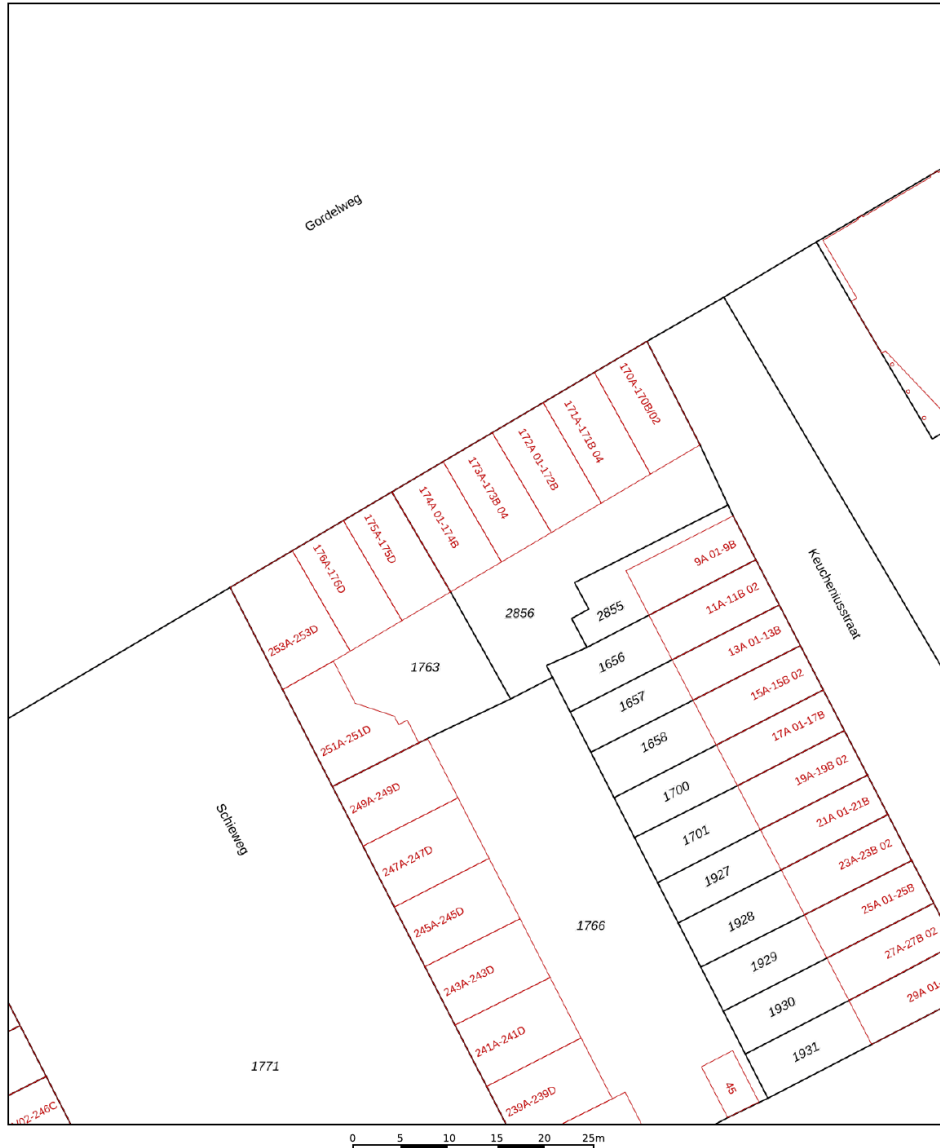 Gordelweg
170A-170B/02
171A-171B 04
172A 01-172B
173A-173B 04
174A 01-174B
175A-175D
176A-176D
253A-253D
9A 01-9B
Keucheniusstraat
11A-11B 02
2855
2856
13A 01-13B
1656
1763
15A-15B 02
1657
17A 01-17B
251A-251D
1658
19A-19B 02
249A-249D
1700
21A 01-21B
Schieweg
1701
23A-23B 02
247A-247D
1927
25A 01-25B
245A-245D
1928
1766
27A-27B 02
1929
243A-243D
29A 01-
1930
241A-241D
1931
1771
45
239A-239D
/02-246C
0 5 10 15 20 25m